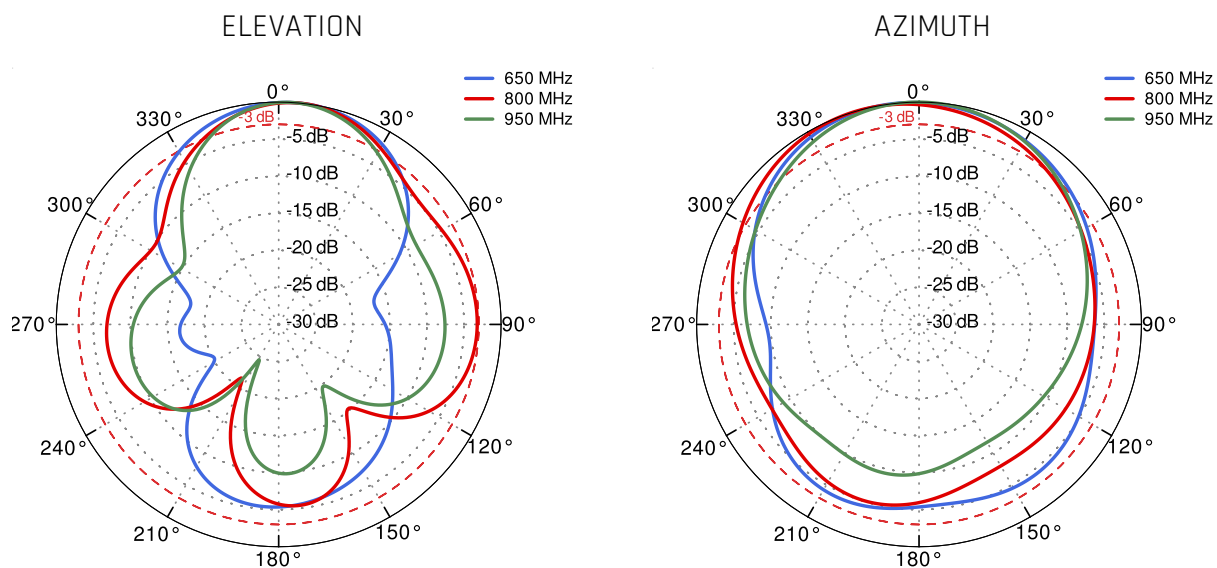 ELEVATION
650 MHz
800 MHz
950 MHz
0°
330°
-3 dB
30°
-5 dB
-10 dB
300°
-15 dB
60°
-20 dB
-25 dB
270°
-30 dB
90°
240°
120°
210°
150°
180°
AZIMUTH
650 MHz
800 MHz
950 MHz
0°
330°
-3 dB
30°
-5 dB
-10 dB
300°
-15 dB
60°
-20 dB
-25 dB
270°
-30 dB
90°
240°
120°
210°
150°
180°